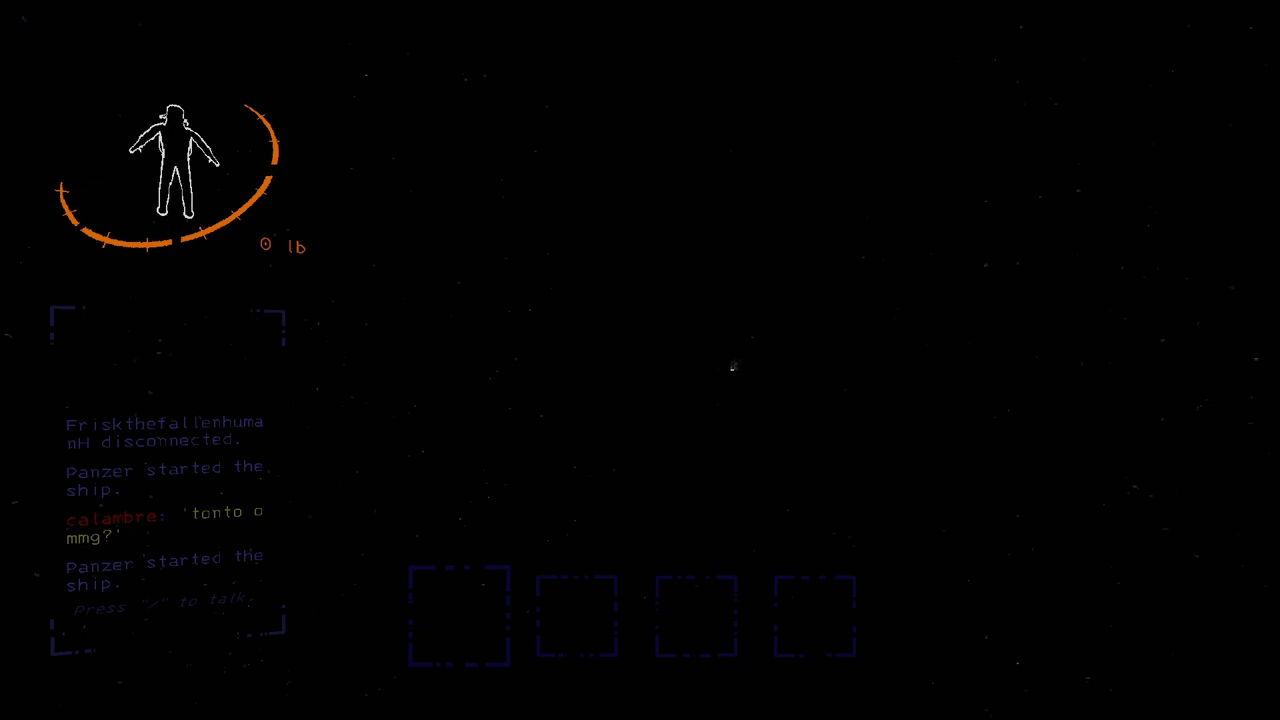 0 lb
Friskthefallenhuma
nH disconnected.
Panzer started the
ship.
calambre: 'tonto o
mmg?'
Panzer started the
ship.
Press "/" to talk.